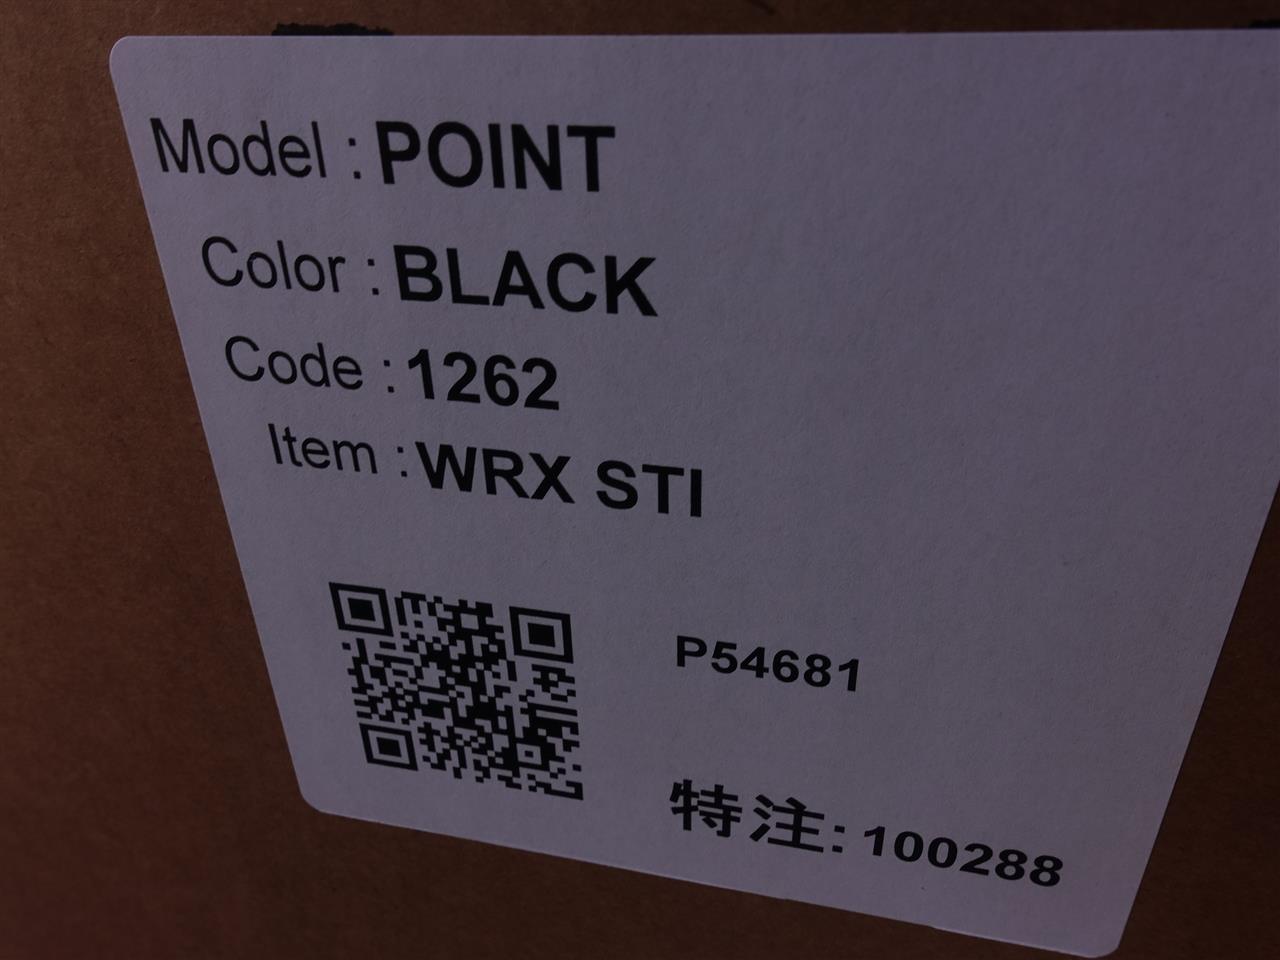 Model : POINT
Color : BLACK
Code : 1262
Item : WRX STI
P54681
特注: 100288